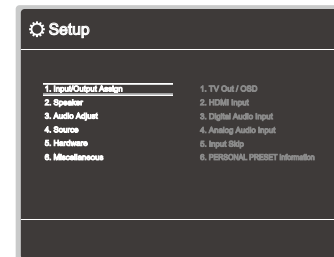 Setup
1. Input/Output Assign
2. Speaker
3. Audio Adjust
4. Source
5. Hardware
6. Miscellaneous
1. TV Out / OSD
2. HDMI Input
3. Digital Audio Input
4. Analog Audio Input
5. Input Skip
6. PERSONAL PRESET Information